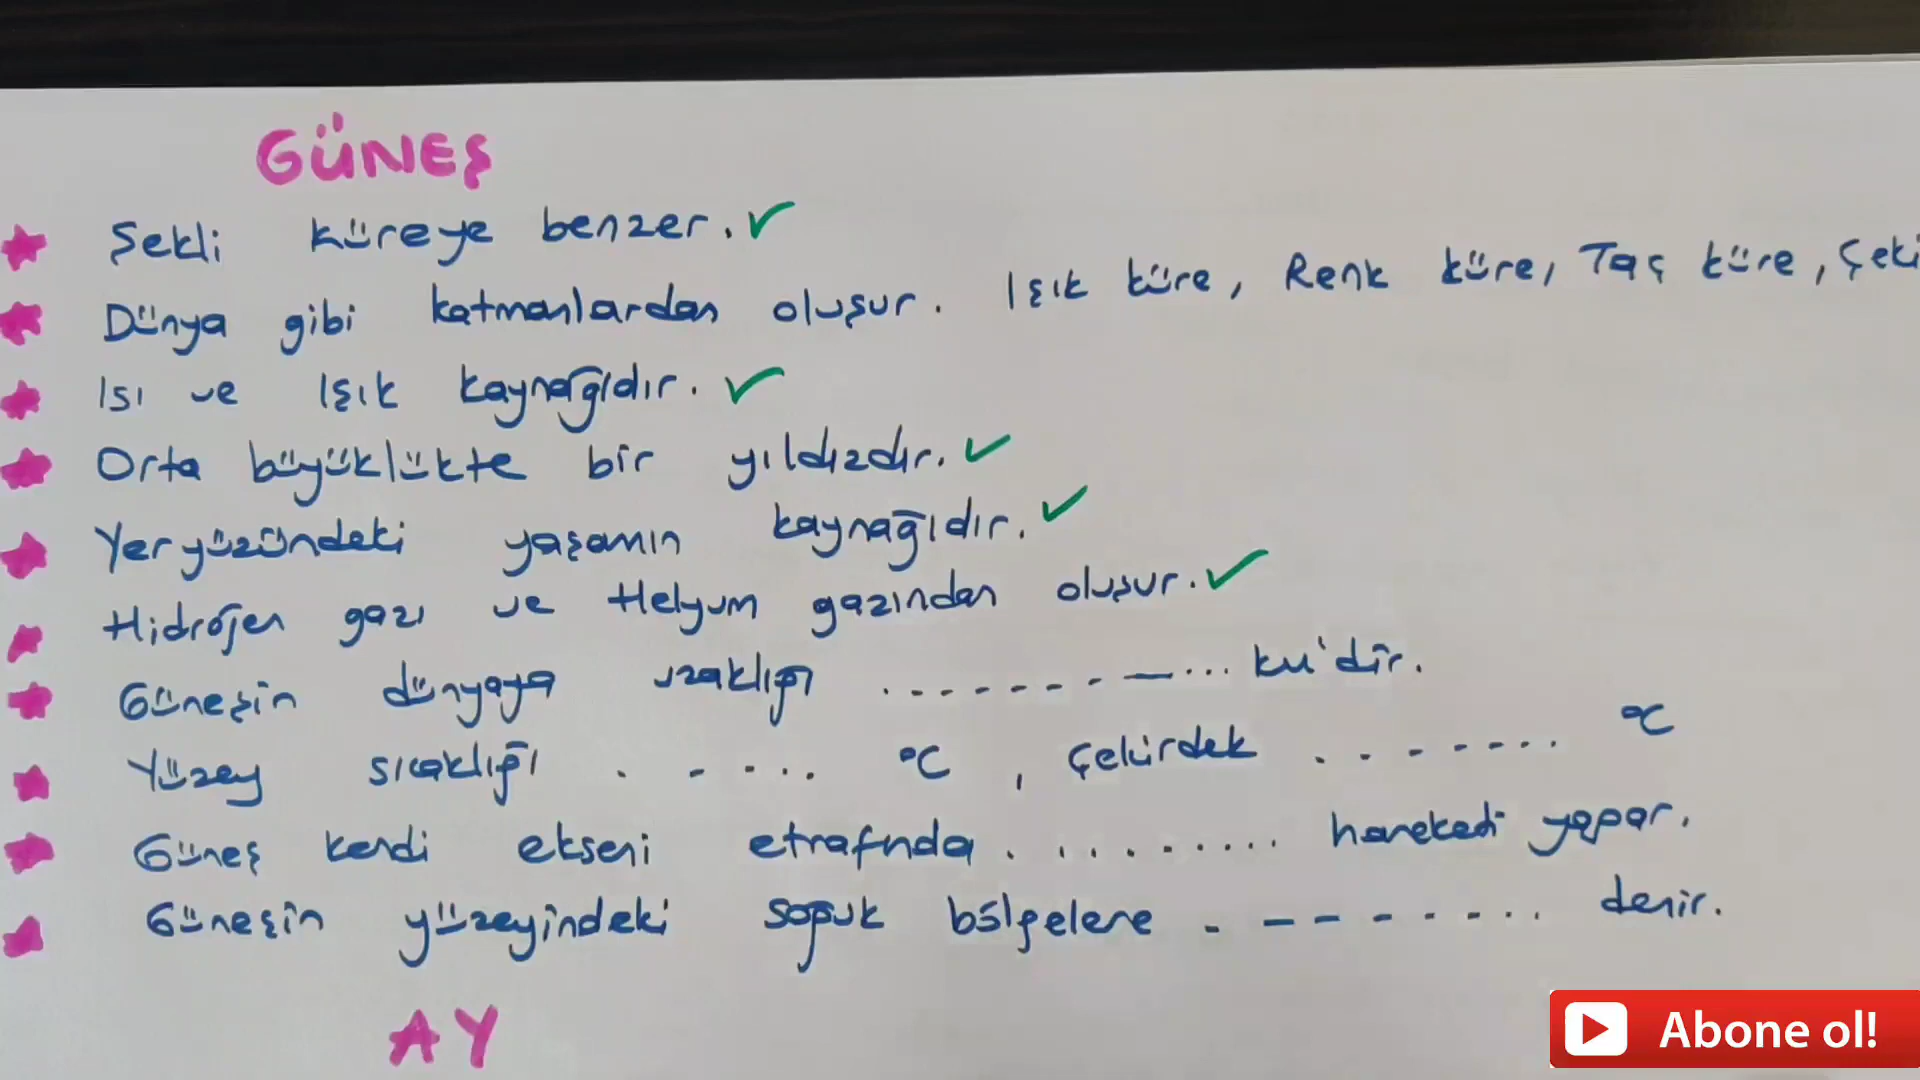 GÜNEŞ
Şekli küreye benzer. ✓
Dünya gibi katmanlardan oluşur. Işık küre, Renk küre, Taç küre, Çeki
Isı ve Işık kaynağıdır. ✓
Orta büyüklükte bir yıldızdır. ✓
Yeryüzündeki yaşamın kaynağıdır. ✓
Hidrojen gazı ve Helyum gazından oluşur. ✓
Güneşin dünyaya uzaklığı .......... km'dir.
Yüzey sıcaklığı ...... °C, Çekirdek ......... °C
Güneş kendi ekseni etrafında ......... hareketi yapar.
Güneşin yüzeyindeki soğuk bölgelere ......... denir.
AY
Abone ol!